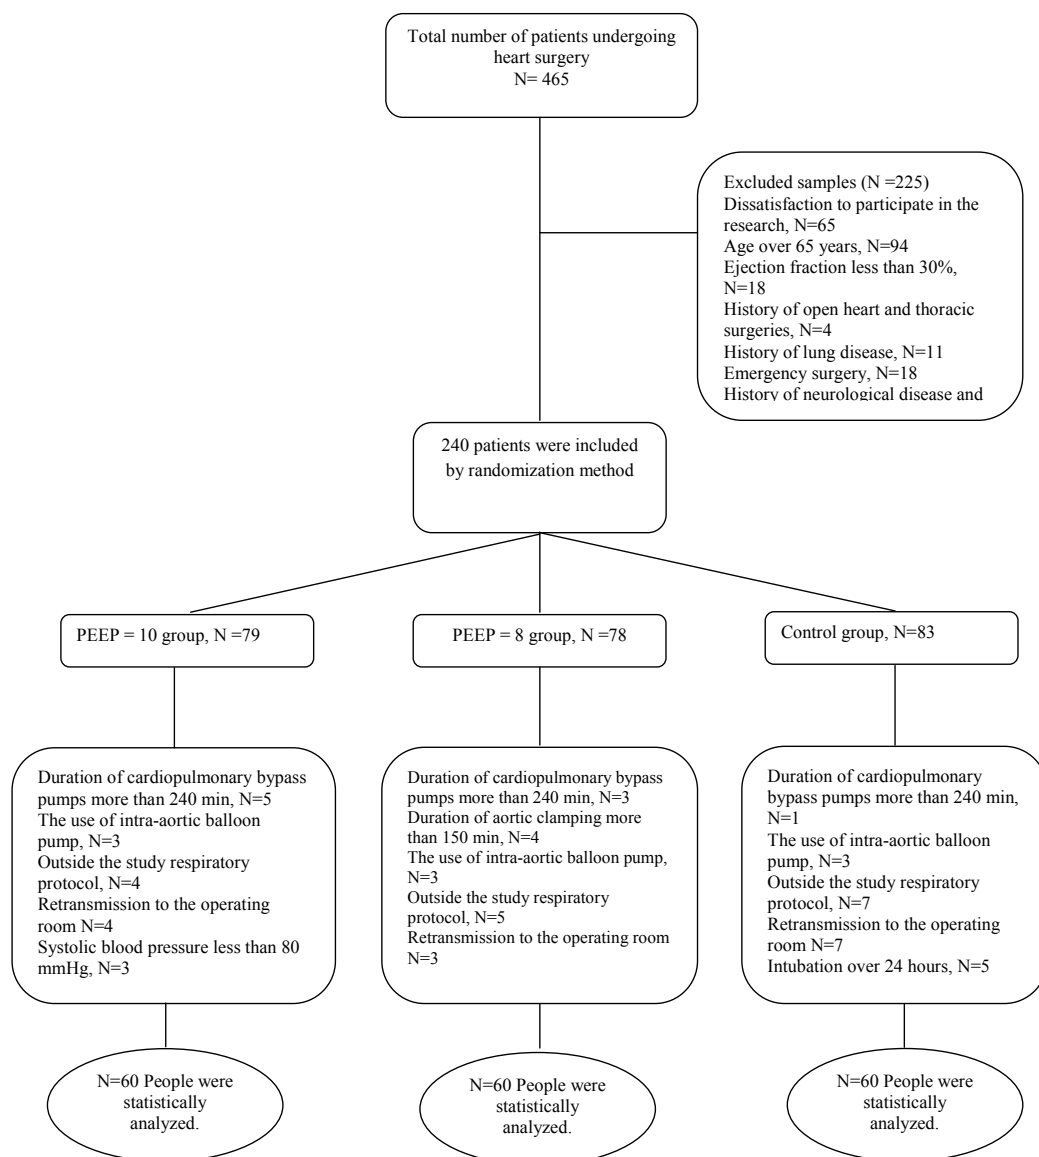 Total number of patients undergoing
heart surgery
N= 465
Excluded samples (N =225)
Dissatisfaction to participate in the
research, N=65
Age over 65 years, N=94
Ejection fraction less than 30%,
N=18
History of open heart and thoracic
surgeries, N=4
History of lung disease, N=11
Emergency surgery, N=18
History of neurological disease and
240 patients were included
by randomization method
PEEP = 10 group, N =79
PEEP = 8 group, N =78
Control group, N=83
Duration of cardiopulmonary bypass
pumps more than 240 min, N=5
The use of intra-aortic balloon
pump, N=3
Outside the study respiratory
protocol, N=4
Retransmission to the operating
room N=4
Systolic blood pressure less than 80
mmHg, N=3
Duration of cardiopulmonary bypass
pumps more than 240 min, N=3
Duration of aortic clamping more
than 150 min, N=4
The use of intra-aortic balloon pump,
N=3
Outside the study respiratory
protocol, N=5
Retransmission to the operating room
N=3
Duration of cardiopulmonary
bypass pumps more than 240 min,
N=1
The use of intra-aortic balloon
pump, N=3
Outside the study respiratory
protocol, N=7
Retransmission to the operating
room N=7
Intubation over 24 hours, N=5
N=60 People were
statistically
analyzed.
N=60 People were
statistically
analyzed.
N=60 People were
statistically
analyzed.